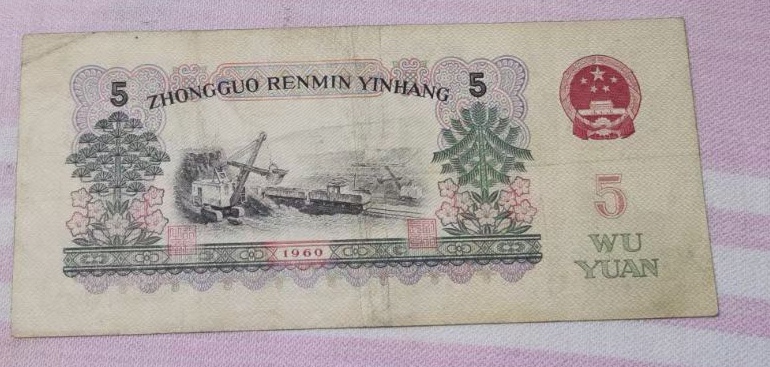 5 ZHONGGUO RENMIN YINHANG 5
1960
5
WU
YUAN